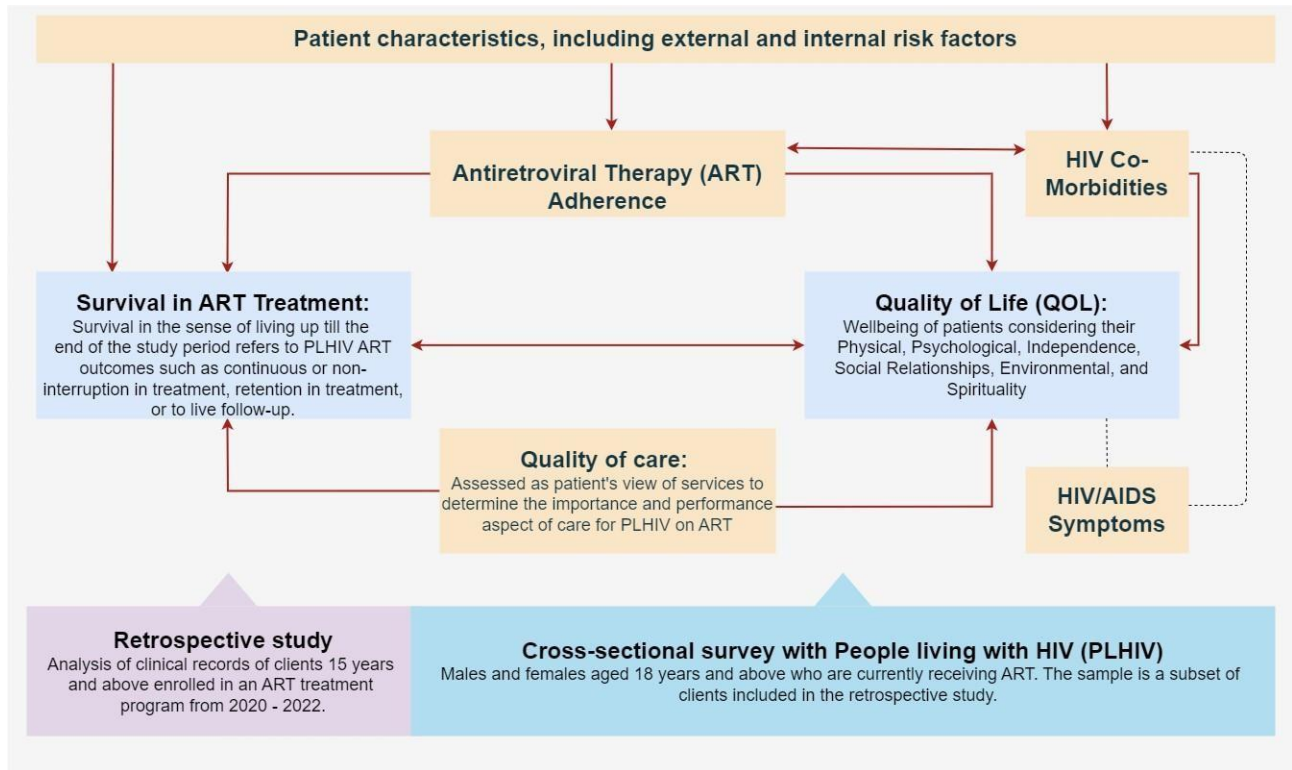 Patient characteristics, including external and internal risk factors
Antiretroviral Therapy (ART)
Adherence
HIV Co-
Morbidities
Survival in ART Treatment:
Survival in the sense of living up till the
end of the study period refers to PLHIV ART
outcomes such as continuous or non-
interruption in treatment, retention in treatment,
or to live follow-up.
Quality of Life (QOL):
Wellbeing of patients considering their
Physical, Psychological, Independence,
Social Relationships, Environmental, and
Spirituality
Quality of care:
Assessed as patient's view of services to
determine the importance and performance
aspect of care for PLHIV on ART
HIV/AIDS
Symptoms
Retrospective study
Analysis of clinical records of clients 15 years
and above enrolled in an ART treatment
program from 2020 - 2022.
Cross-sectional survey with People living with HIV (PLHIV)
Males and females aged 18 years and above who are currently receiving ART. The sample is a subset of
clients included in the retrospective study.